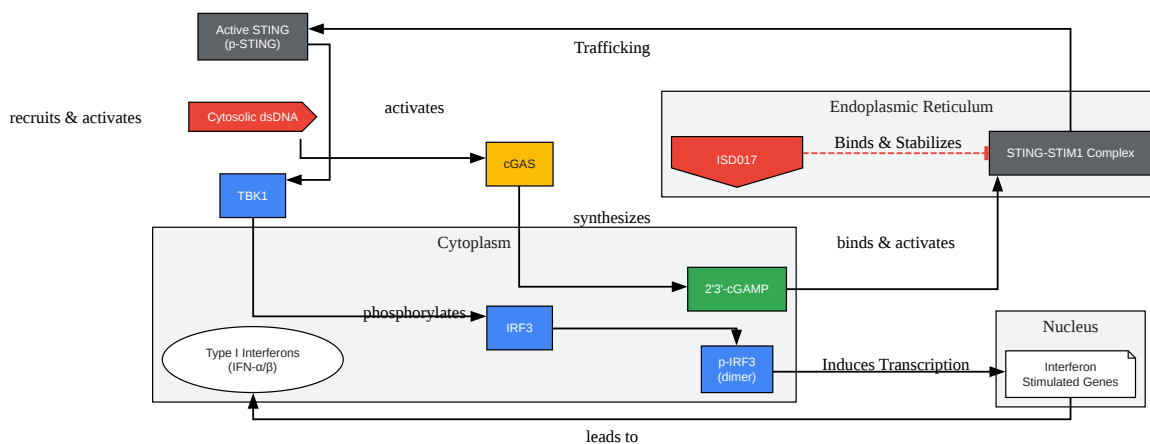 Active STING
(p-STING)
Trafficking
recruits & activates
Cytosolic dsDNA
activates
Endoplasmic Reticulum
ISD017
Binds & Stabilizes
STING-STIM1 Complex
cGAS
TBK1
synthesizes
Cytoplasm
binds & activates
2'3'-cGAMP
phosphorylates
IRF3
Nucleus
Type I Interferons
(IFN-α/β)
p-IRF3
(dimer)
Induces Transcription
Interferon
Stimulated Genes
leads to